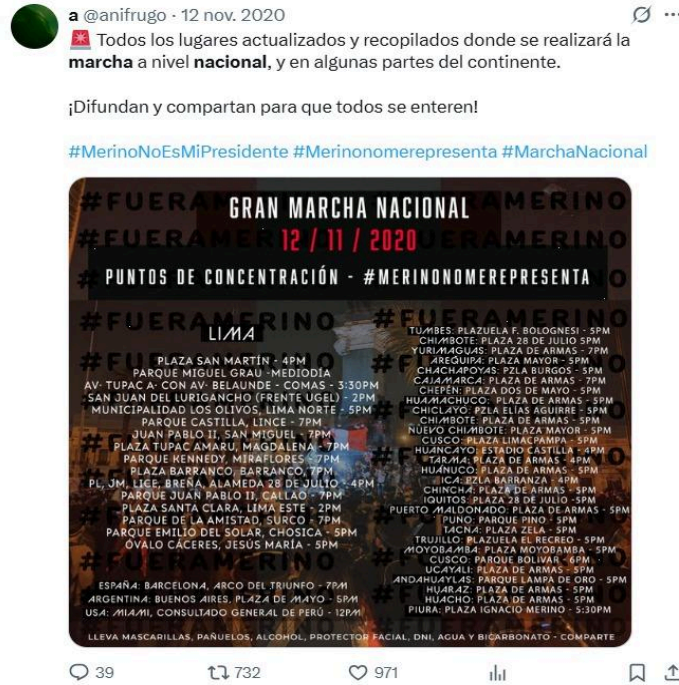 a @anifrugo · 12 nov. 2020
🚨 Todos los lugares actualizados y recopilados donde se realizará la
marcha a nivel nacional, y en algunas partes del continente.
¡Difundan y compartan para que todos se enteren!
#MerinoNoEsMiPresidente #Merinonomerepresenta #MarchaNacional
GRAN MARCHA NACIONAL
12 / 11 / 2020
PUNTOS DE CONCENTRACIÓN - #MERINONOMEREPRESENTA
LIMA
PLAZA SAN MARTÍN - 4PM
PARQUE MIGUEL GRAU -MEDIODÍA
AV· TUPAC A· CON AV· BELAUNDE - COMAS - 3:30PM
SAN JUAN DEL LURIGANCHO (FRENTE UGEL) - 2PM
MUNICIPALIDAD LOS OLIVOS, LIMA NORTE - 5PM
PARQUE CASTILLA, LINCE - 7PM
JUAN PABLO II, SAN MIGUEL - 7PM
PLAZA TUPAC AMARU, MAGDALENA - 7PM
PARQUE KENNEDY, MIRAFLORES - 7PM
PLAZA BARRANCO, BARRANCO, 7PM
PL, JM, LICE, BREÑA, ALAMEDA 28 DE JULIO - 4PM
PARQUE JUAN PABLO II, CALLAO - 7PM
PLAZA SANTA CLARA, LIMA ESTE - 2PM
PARQUE DE LA AMISTAD, SURCO - 7PM
PARQUE EMILIO DEL SOLAR, CHOSICA - 5PM
ÓVALO CÁCERES, JESÚS MARÍA - 5PM
ESPAÑA: BARCELONA, ARCO DEL TRIUNFO - 7PM
ARGENTINA: BUENOS AIRES, PLAZA DE MAYO - 5PM
USA: MIAMI, CONSULTADO GENERAL DE PERÚ - 12PM
TUMBES: PLAZUELA F. BOLOGNESI - 5PM
CHIMBOTE: PLAZA 28 DE JULIO 5PM
YURIMAGUAS: PLAZA DE ARMAS - 7PM
AREQUIPA: PLAZA MAYOR - 5PM
CHACHAPOYAS: PZLA BURGOS - 5PM
CAJAMARCA: PLAZA DE ARMAS - 7PM
CHEPÉN: PLAZA DOS DE MAYO - 5PM
HUAMACHUCO: PLAZA DE ARMAS - 5PM
CHICLAYO: PZLA ELÍAS AGUIRRE - 5PM
CHIMBOTE: PLAZA DE ARMAS - 5PM
NUEVO CHIMBOTE: PLAZA MAYOR - 5PM
CUSCO: PLAZA LIMACPAMPA - 5PM
HUANCAYO: ESTADIO CASTILLA - 4PM
TARMA: PLAZA DE ARMAS - 4PM
HUÁNUCO: PLAZA DE ARMAS - 5PM
ICA: PZLA BARRANZA - 4PM
CHINCHA: PLAZA DE ARMAS - 5PM
IQUITOS: PLAZA 28 DE JULIO -5PM
PUERTO MALDONADO: PLAZA DE ARMAS - 5PM
PUNO: PARQUE PINO - 5PM
TACNA: PLAZA ZELA - 5PM
TRUJILLO: PLAZUELA EL RECREO - 5PM
MOYOBAMBA: PLAZA MOYOBAMBA - 5PM
CUSCO: PARQUE BOLIVAR - 6PM
UCAYALI: PLAZA DE ARMAS - 5PM
ANDAHUAYLAS: PARQUE LAMPA DE ORO - 5PM
HUARAZ: PLAZA DE ARMAS - 5PM
HUACHO: PLAZA DE ARMAS - 5PM
PIURA: PLAZA IGNACIO MERINO - 5:30PM
LLEVA MASCARILLAS, PAÑUELOS, ALCOHOL, PROTECTOR FACIAL, DNI, AGUA Y BICARBONATO - COMPARTE
39 732 971